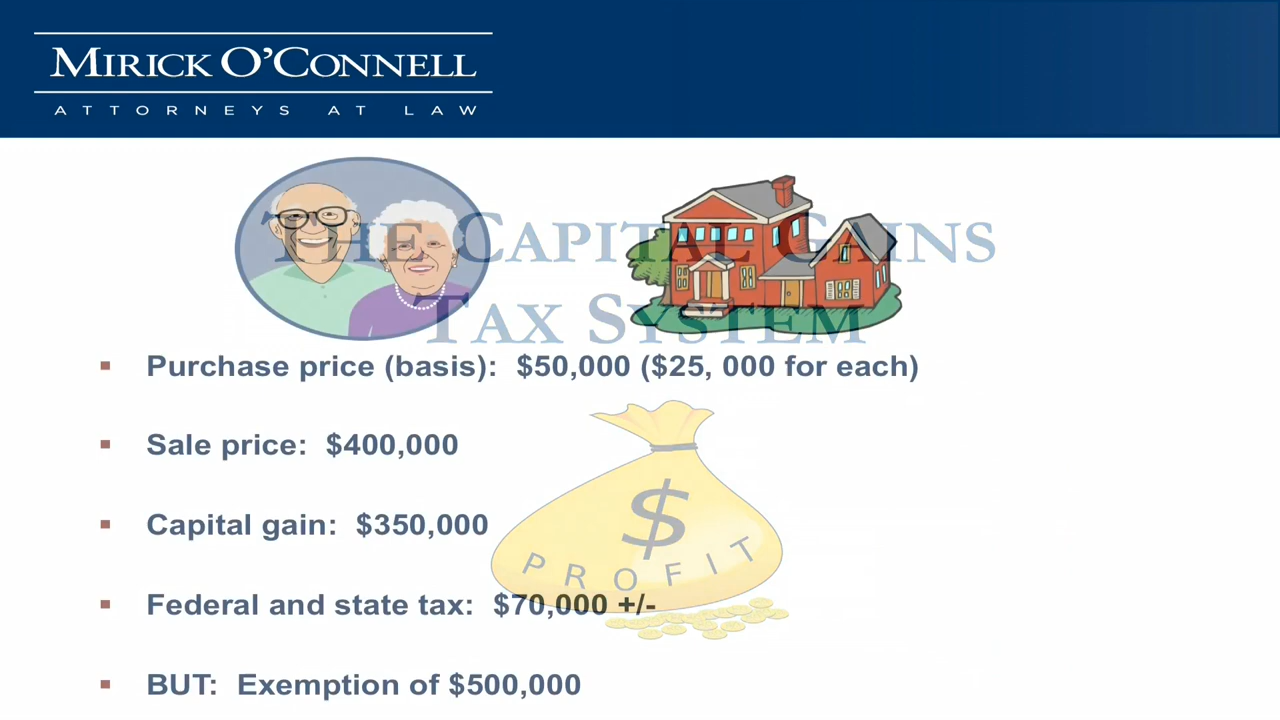 MIRICK O'CONNELL
ATTORNEYS AT LAW
THE CAPITAL GAINS
TAX SYSTEM
▪ Purchase price (basis): $50,000 ($25, 000 for each)
▪ Sale price: $400,000
▪ Capital gain: $350,000
$
PROFIT
▪ Federal and state tax: $70,000 +/-
▪ BUT: Exemption of $500,000